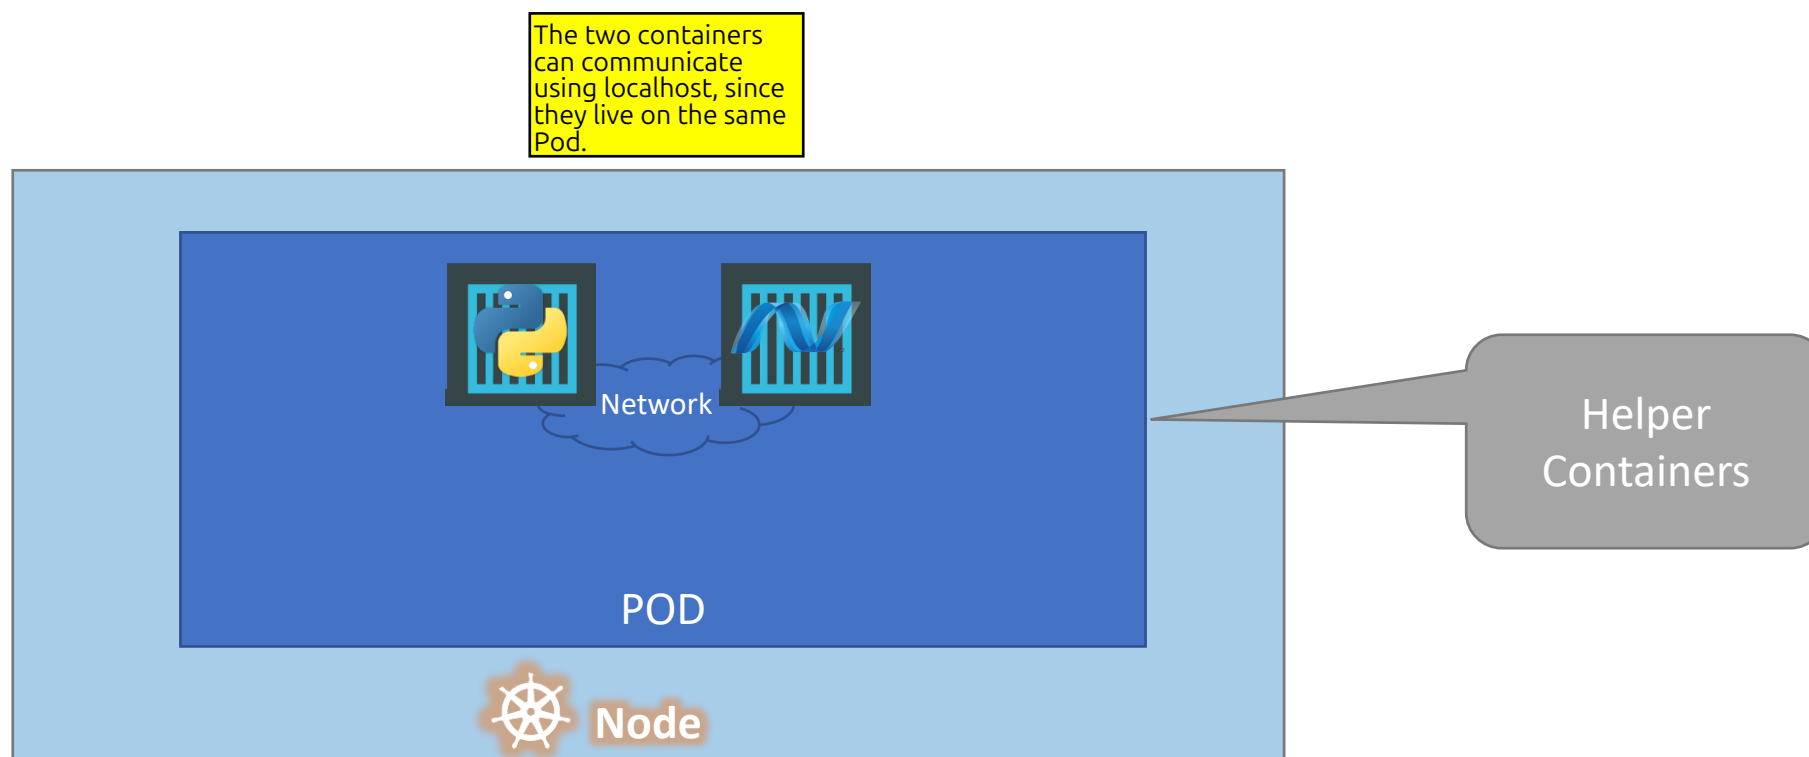 The two containers
can communicate
using localhost, since
they live on the same
Pod.
Network
Helper
Containers
POD
Node